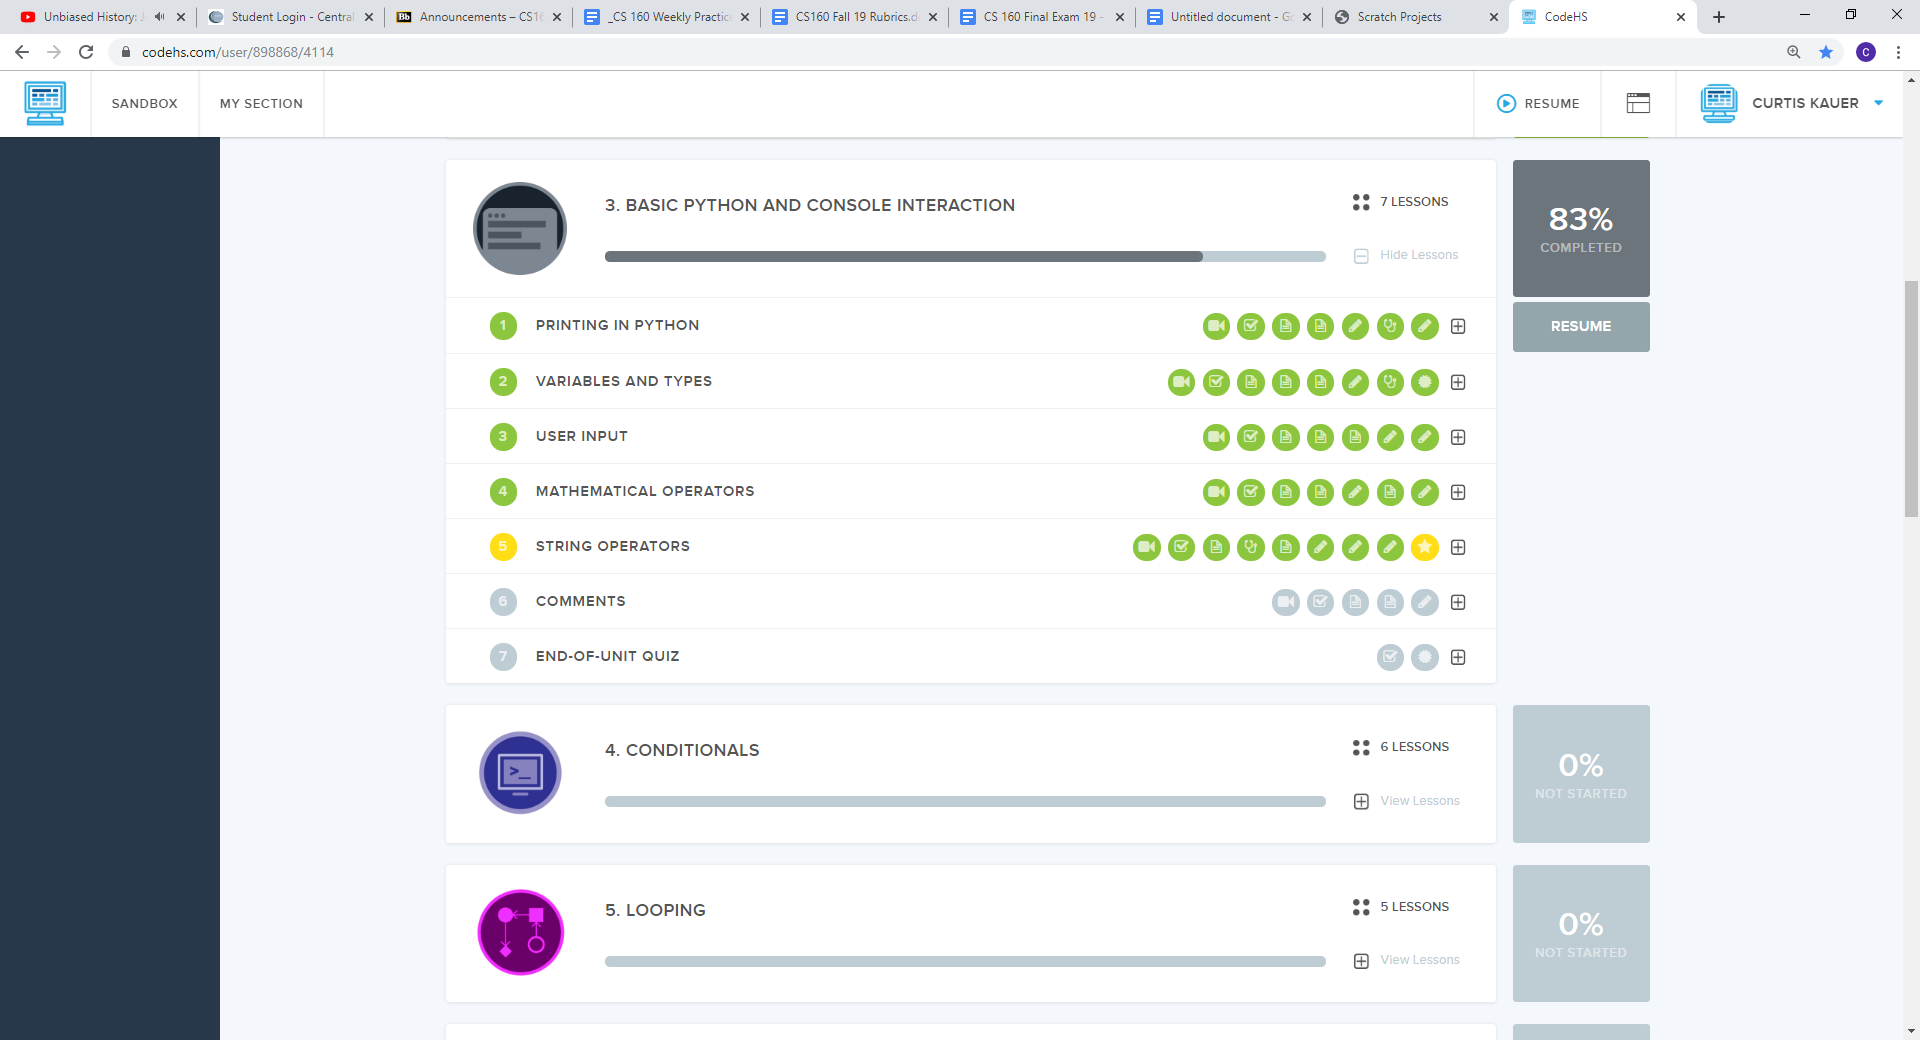 Unbiased History: J
Student Login - Central
Bb Announcements – CS16
_CS 160 Weekly Practice
CS160 Fall 19 Rubrics.d
CS 160 Final Exam 19 -
Untitled document - Go
Scratch Projects
CodeHS
codehs.com/user/898868/4114
C
SANDBOX
MY SECTION
RESUME
CURTIS KAUER
3. BASIC PYTHON AND CONSOLE INTERACTION
7 LESSONS
Hide Lessons
83%
COMPLETED
RESUME
1 PRINTING IN PYTHON
2 VARIABLES AND TYPES
3 USER INPUT
4 MATHEMATICAL OPERATORS
5 STRING OPERATORS
6 COMMENTS
7 END-OF-UNIT QUIZ
4. CONDITIONALS
6 LESSONS
View Lessons
0%
NOT STARTED
>_
5. LOOPING
5 LESSONS
View Lessons
0%
NOT STARTED